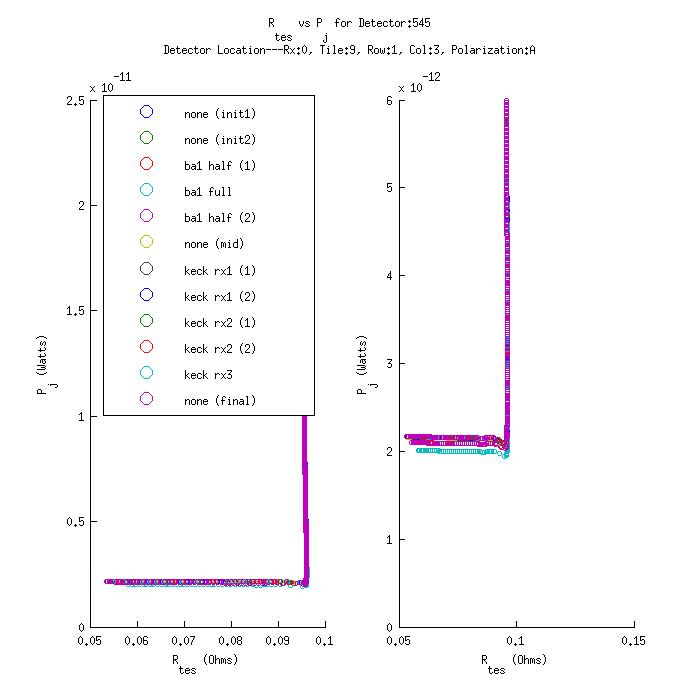 R    vs P  for Detector:545
tes    j
Detector Location---Rx:0, Tile:9, Row:1, Col:3, Polarization:A
x 10^-11
2.5
2
1.5
1
0.5
0
P_j (Watts)
none (init1)
none (init2)
ba1 half (1)
ba1 full
ba1 half (2)
none (mid)
keck rx1 (1)
keck rx1 (2)
keck rx2 (1)
keck rx2 (2)
keck rx3
none (final)
0.05 0.06 0.07 0.08 0.09 0.1
R_tes (Ohms)
x 10^-12
6
5
4
3
2
1
0
P_j (Watts)
0.05 0.1 0.15
R_tes (Ohms)